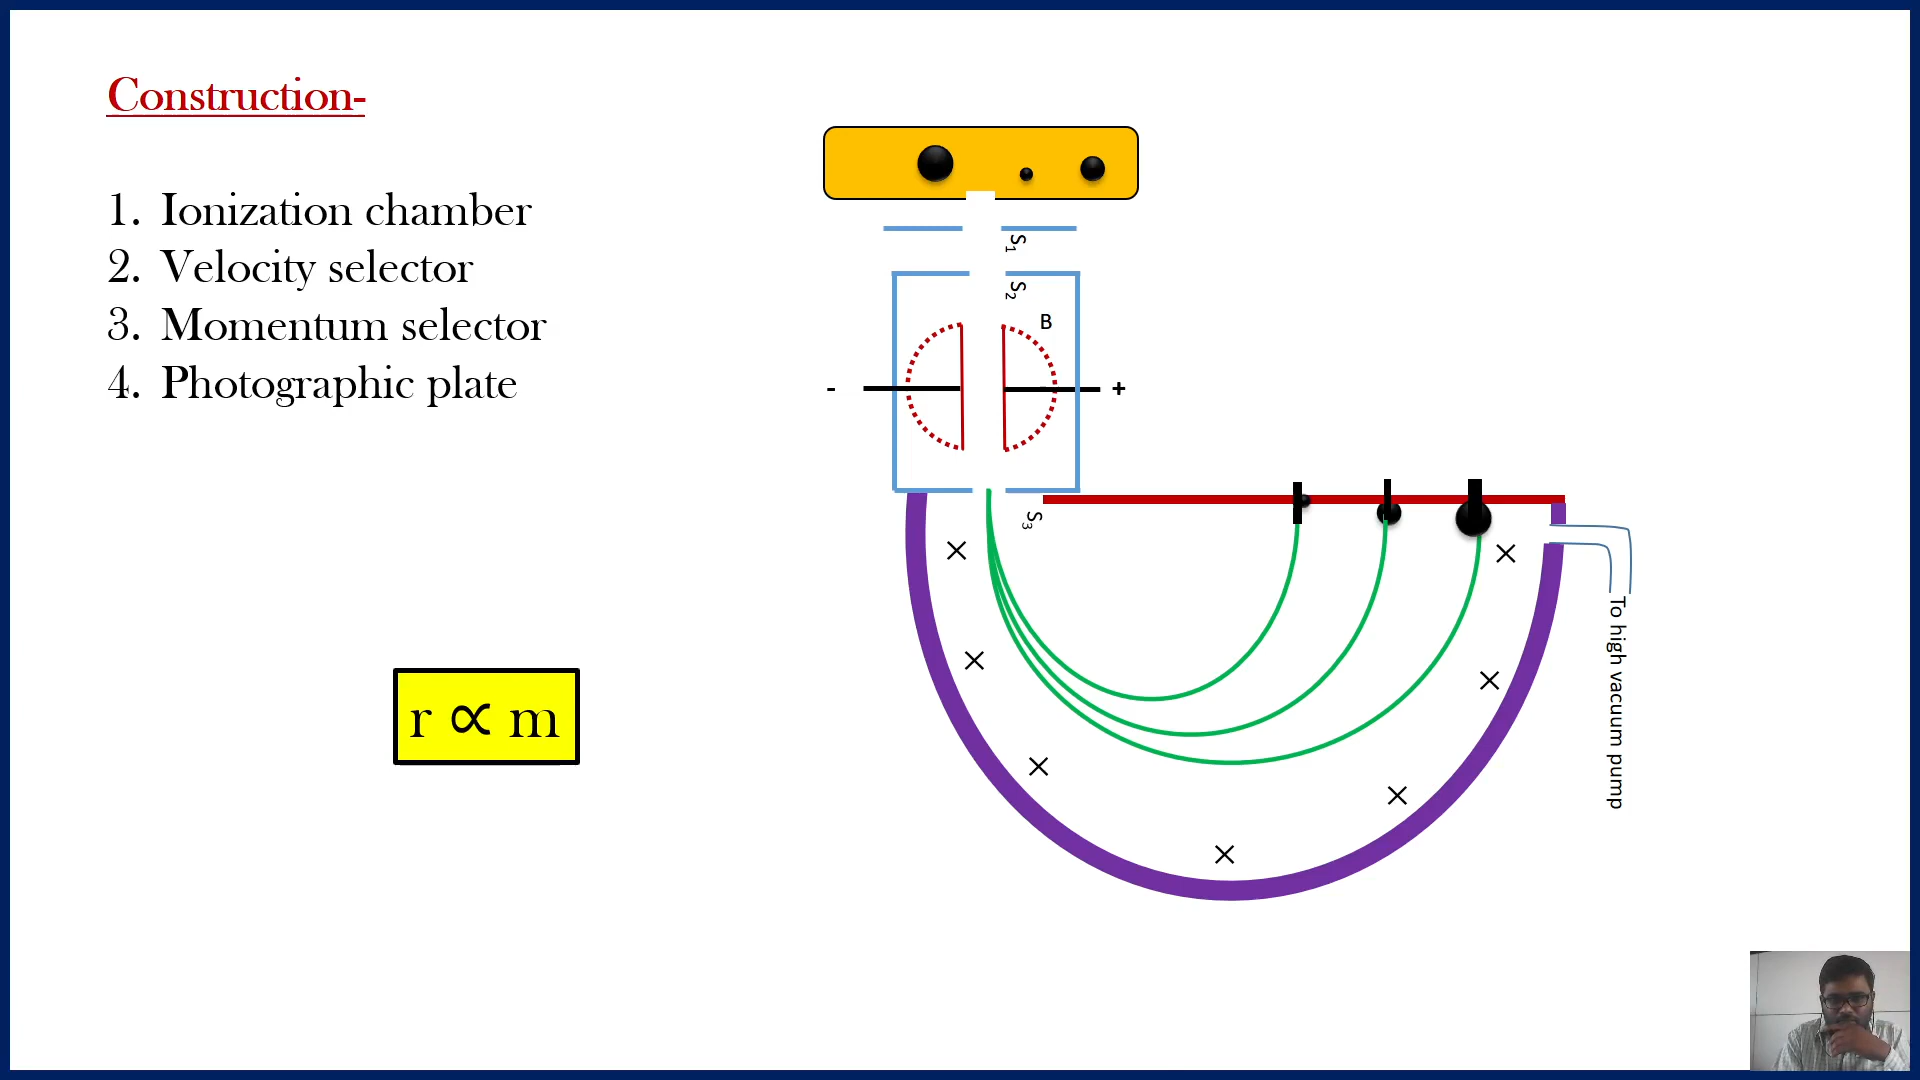 Construction-
1. Ionization chamber
2. Velocity selector
3. Momentum selector
4. Photographic plate
r ∝ m
S₁
S₂
B
-
+
S₃
To high vacuum pump